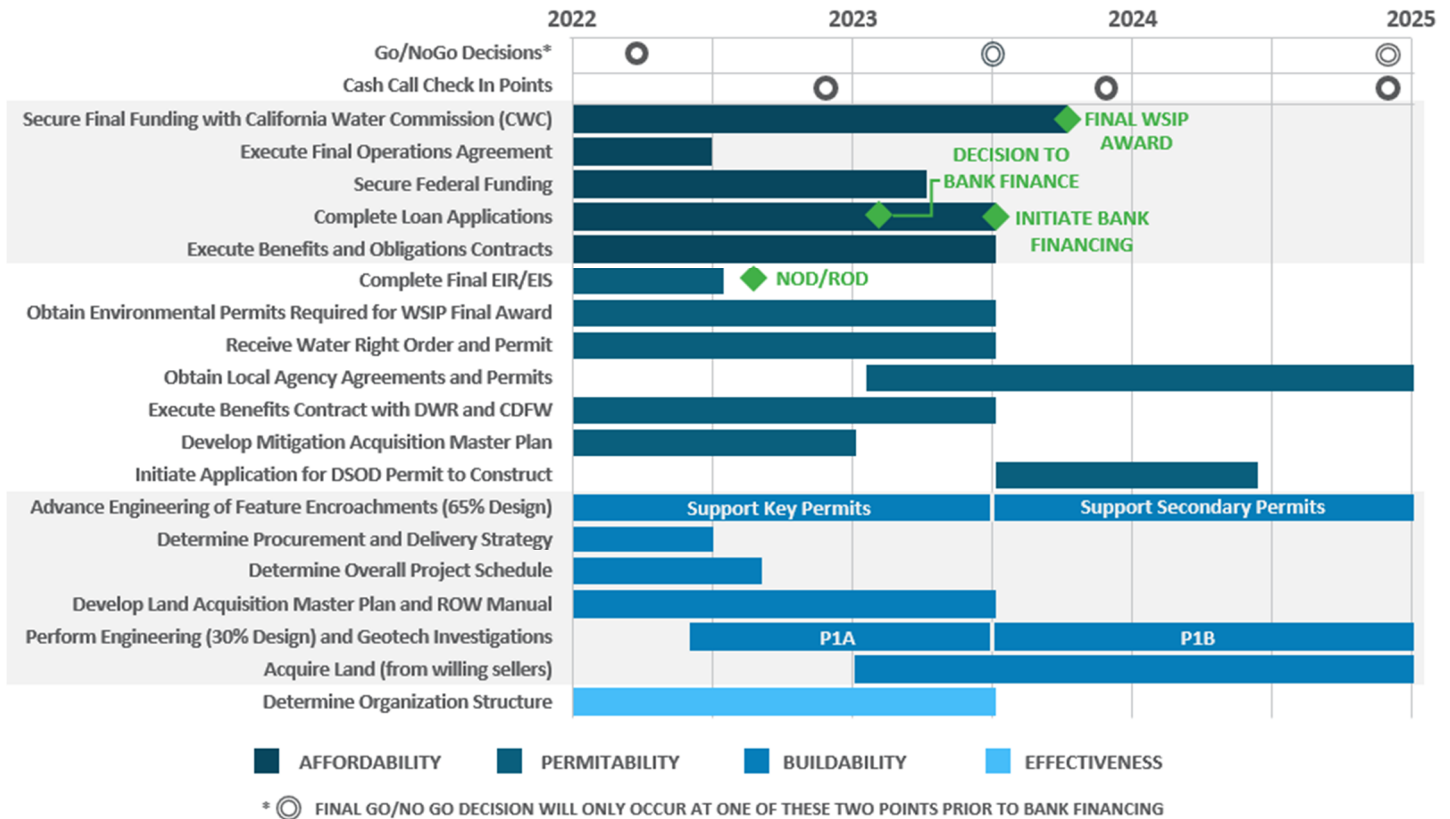 2022 2023 2024 2025
Go/NoGo Decisions*
Cash Call Check In Points
Secure Final Funding with California Water Commission (CWC)
FINAL WSIP
AWARD
Execute Final Operations Agreement
DECISION TO
BANK FINANCE
Secure Federal Funding
Complete Loan Applications
INITIATE BANK
FINANCING
Execute Benefits and Obligations Contracts
Complete Final EIR/EIS
NOD/ROD
Obtain Environmental Permits Required for WSIP Final Award
Receive Water Right Order and Permit
Obtain Local Agency Agreements and Permits
Execute Benefits Contract with DWR and CDFW
Develop Mitigation Acquisition Master Plan
Initiate Application for DSOD Permit to Construct
Advance Engineering of Feature Encroachments (65% Design)
Support Key Permits
Support Secondary Permits
Determine Procurement and Delivery Strategy
Determine Overall Project Schedule
Develop Land Acquisition Master Plan and ROW Manual
Perform Engineering (30% Design) and Geotech Investigations
P1A
P1B
Acquire Land (from willing sellers)
Determine Organization Structure
AFFORDABILITY
PERMITABILITY
BUILDABILITY
EFFECTIVENESS
* FINAL GO/NO GO DECISION WILL ONLY OCCUR AT ONE OF THESE TWO POINTS PRIOR TO BANK FINANCING